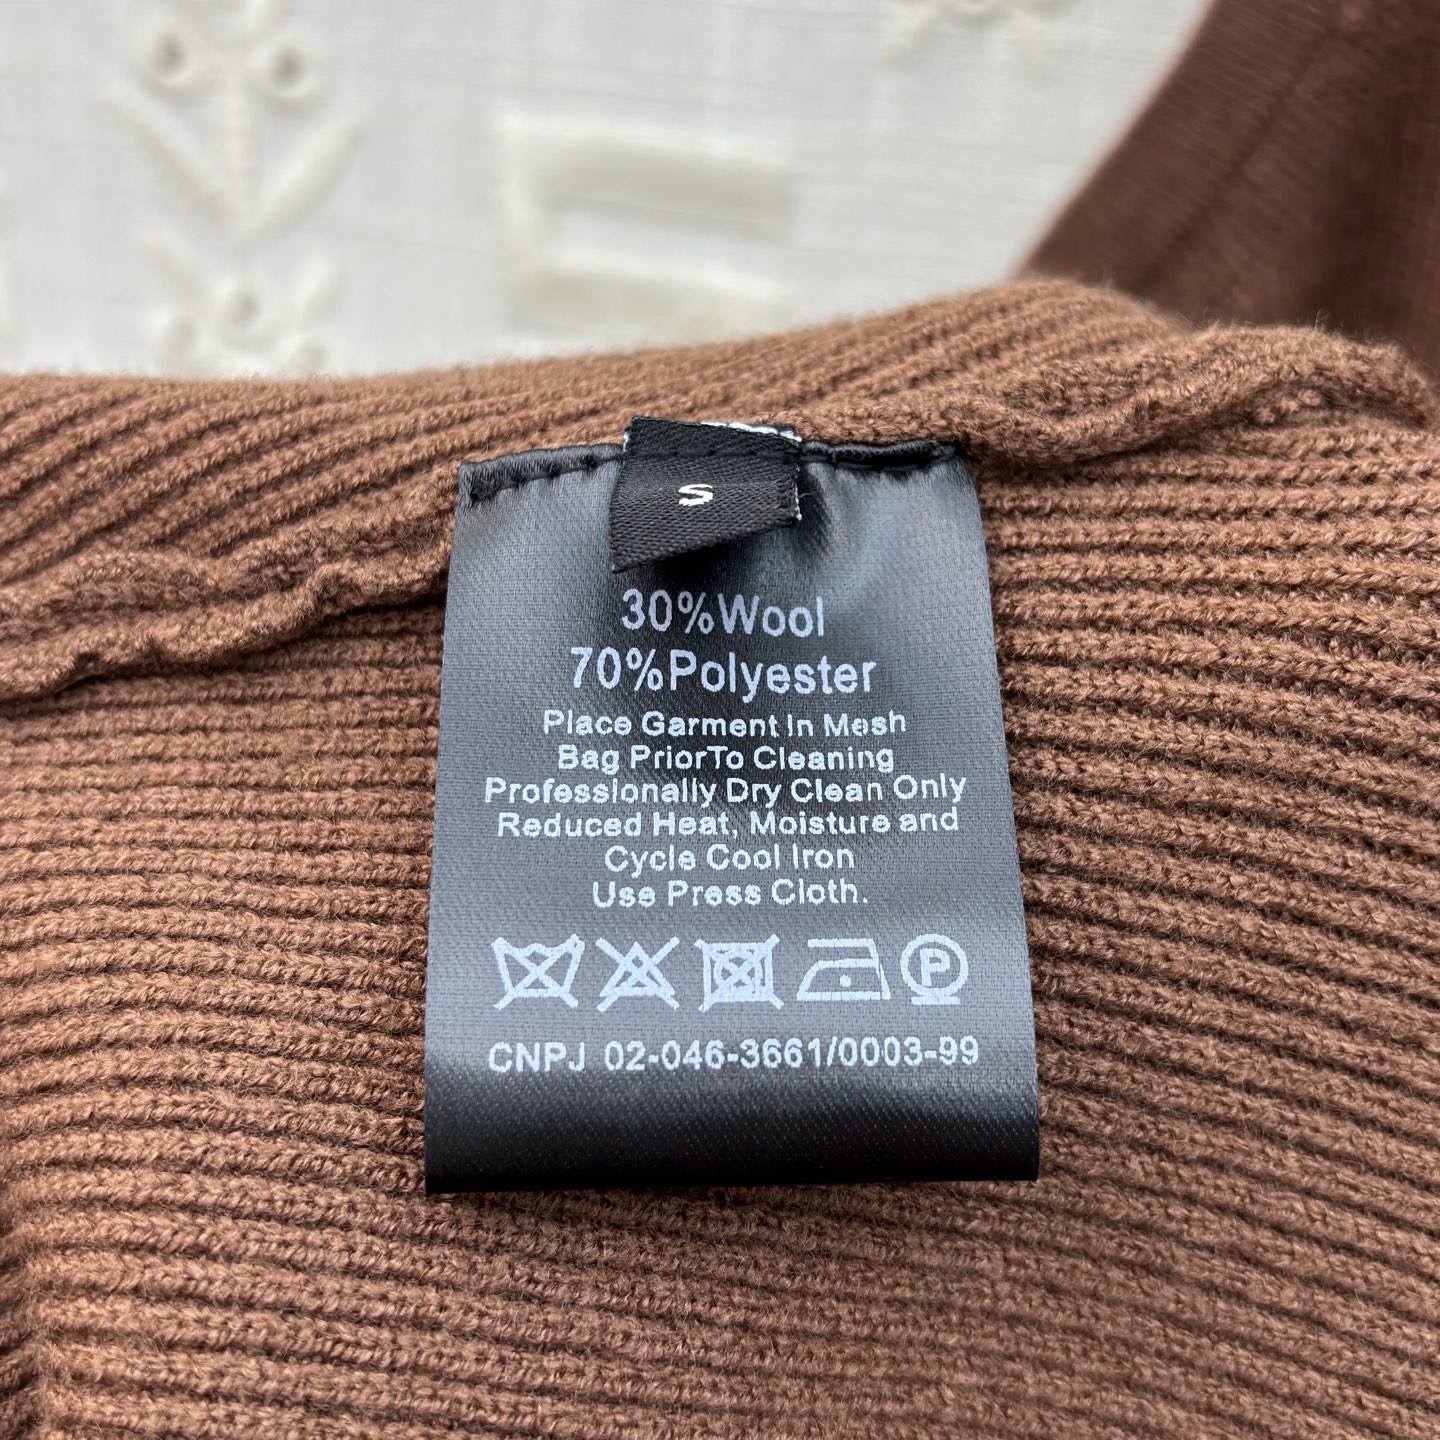 S
30%Wool
70%Polyester
Place Garment In Mesh
Bag PriorTo Cleaning
Professionally Dry Clean Only
Reduced Heat, Moisture and
Cycle Cool Iron
Use Press Cloth.
P
CNPJ 02-046-3661/0003-99